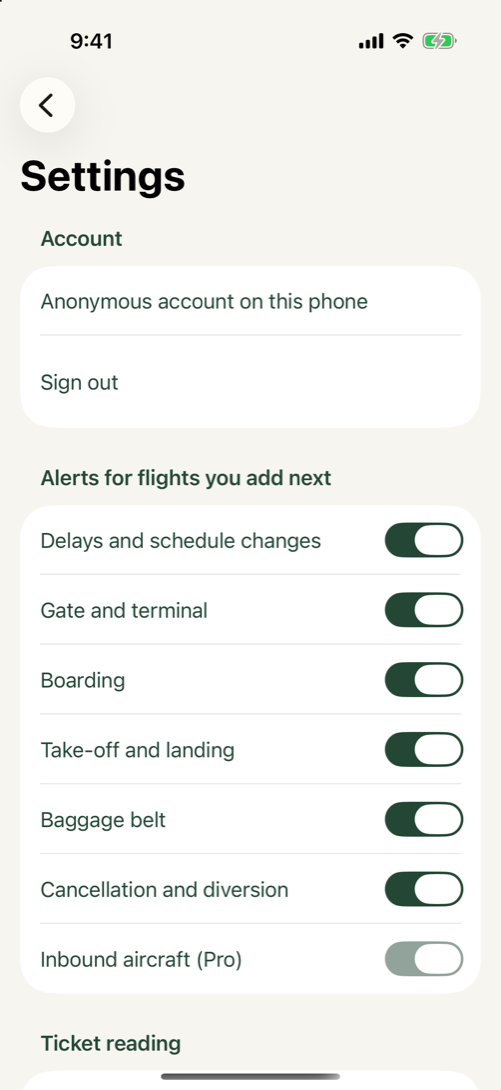 9:41
Settings
Account
Anonymous account on this phone
Sign out
Alerts for flights you add next
Delays and schedule changes
Gate and terminal
Boarding
Take-off and landing
Baggage belt
Cancellation and diversion
Inbound aircraft (Pro)
Ticket reading